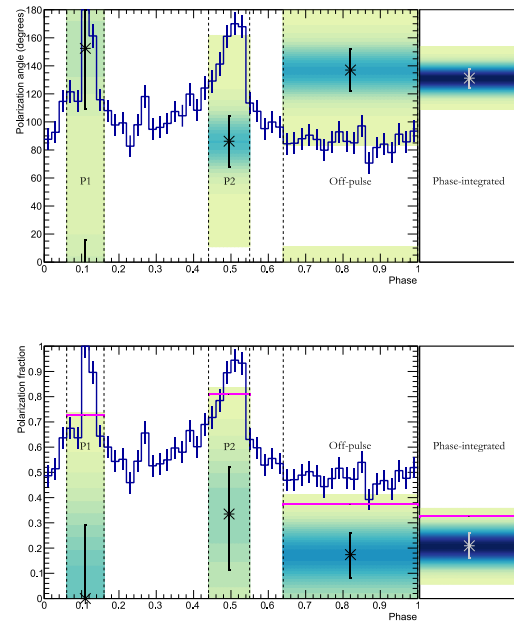 Polarization angle (degrees)
180
160
140
120
100
80
60
40
20
0
P1
P2
Off-pulse
Phase-integrated
0 0.1 0.2 0.3 0.4 0.5 0.6 0.7 0.8 0.9 1
Phase
Polarization fraction
1
0.9
0.8
0.7
0.6
0.5
0.4
0.3
0.2
0.1
0
P1
P2
Off-pulse
Phase-integrated
0 0.1 0.2 0.3 0.4 0.5 0.6 0.7 0.8 0.9 1
Phase